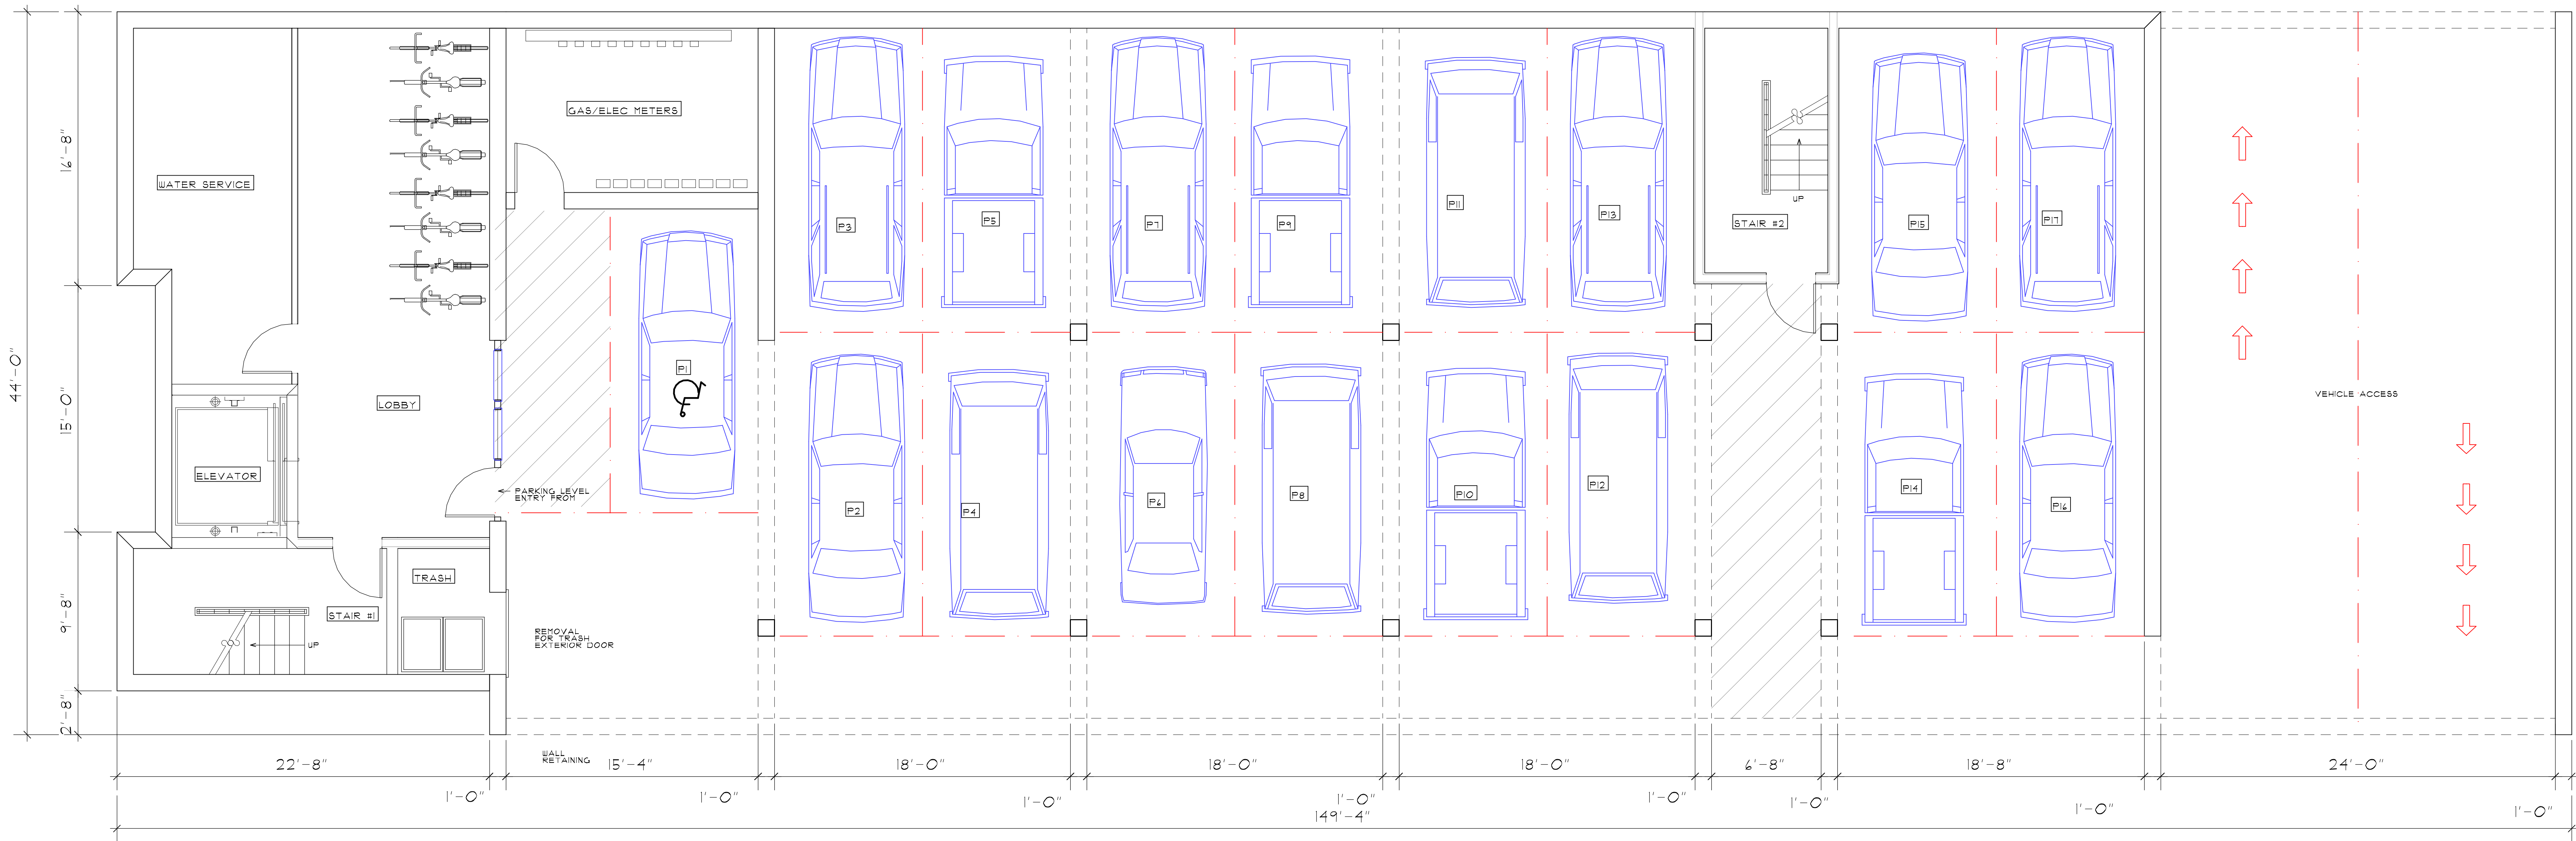 GAS/ELEC METERS
WATER SERVICE
16'-8"
44'-0"
15'-0"
9'-8"
2'-8"
P3
P5
P7
P9
P11
P13
STAIR #2
UP
P15
P17
P1
LOBBY
VEHICLE ACCESS
ELEVATOR
PARKING LEVEL
ENTRY FROM
P2
P4
P6
P8
P10
P12
P14
P16
TRASH
STAIR #1
UP
REMOVAL
FOR TRASH
EXTERIOR DOOR
WALL
RETAINING
22'-8"
15'-4"
18'-0"
18'-0"
18'-0"
6'-8"
18'-8"
24'-0"
1'-0"
1'-0"
1'-0"
1'-0"
1'-0"
1'-0"
1'-0"
1'-0"
149'-4"